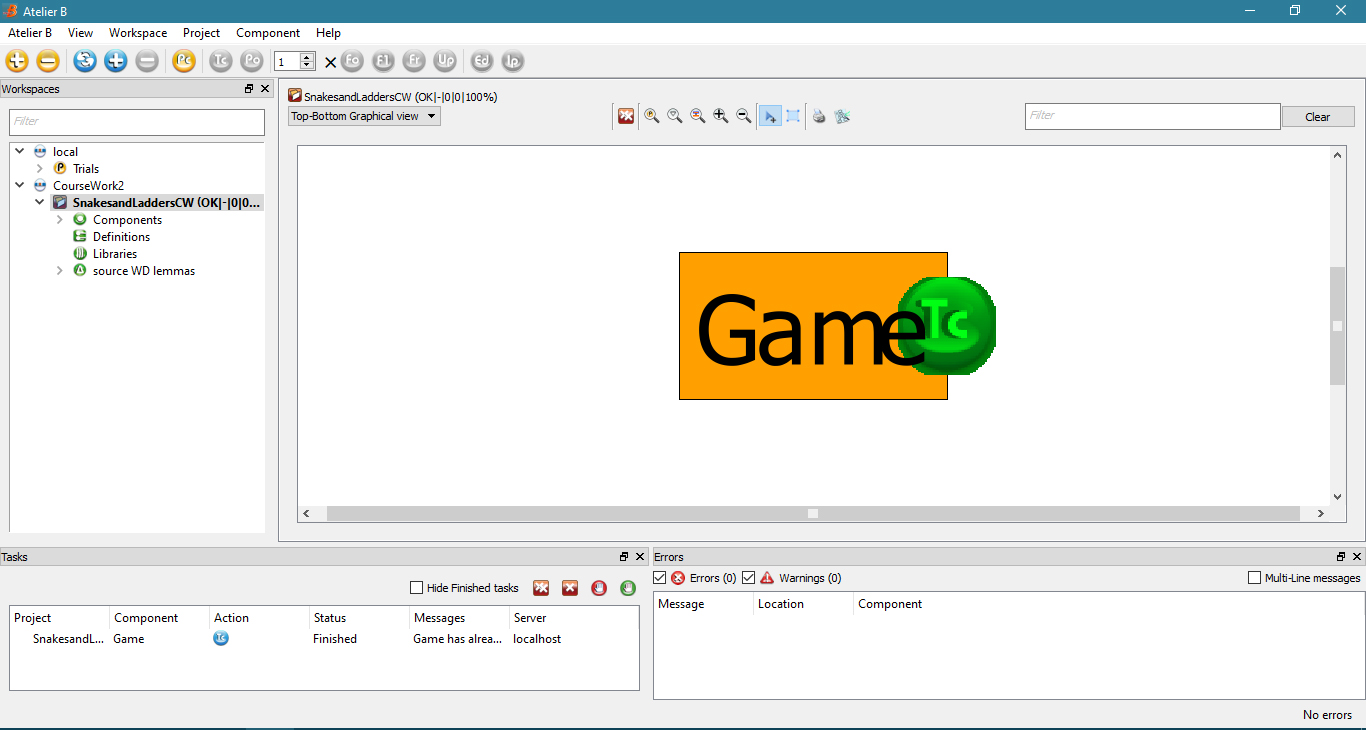 Atelier B
Atelier B View Workspace Project Component Help
Pc Tc Po 1 F0 F1 Fr Up Ed Ip
Workspaces
Filter
local
Trials
CourseWork2
SnakesandLaddersCW (OK|-|0|0...
Components
Definitions
Libraries
source WD lemmas
SnakesandLaddersCW (OK|-|0|0|100%)
Top-Bottom Graphical view
Filter
Clear
Game
Tc
Tasks
Hide Finished tasks
Project Component Action Status Messages Server
SnakesandL... Game Tc Finished Game has alrea... localhost
Errors
Errors (0) Warnings (0) Multi-Line messages
Message Location Component
No errors